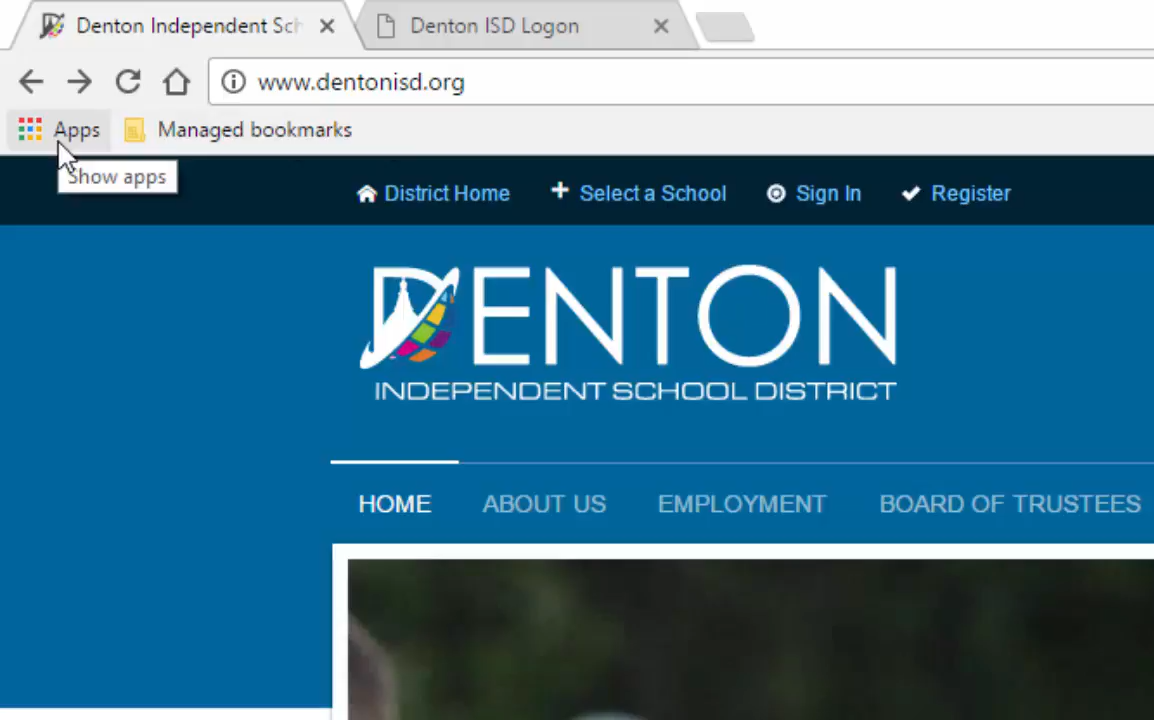 Denton Independent Sch
Denton ISD Logon
www.dentonisd.org
Apps Managed bookmarks
Show apps
District Home Select a School Sign In Register
DENTON
INDEPENDENT SCHOOL DISTRICT
HOME ABOUT US EMPLOYMENT BOARD OF TRUSTEES